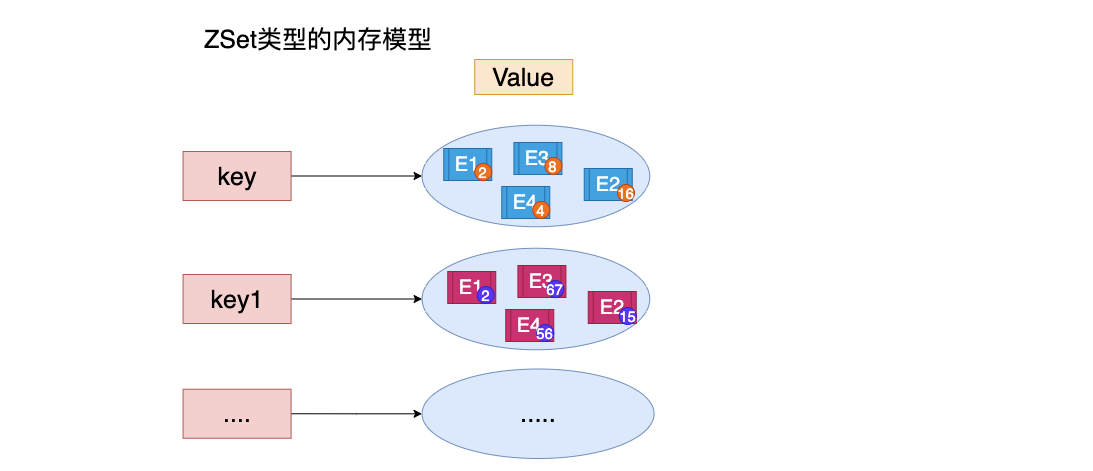 ZSet类型的内存模型
Value
key
E1 2
E3 8
E2 16
E4 4
key1
E1 2
E3 67
E2 15
E4 56
....
.....